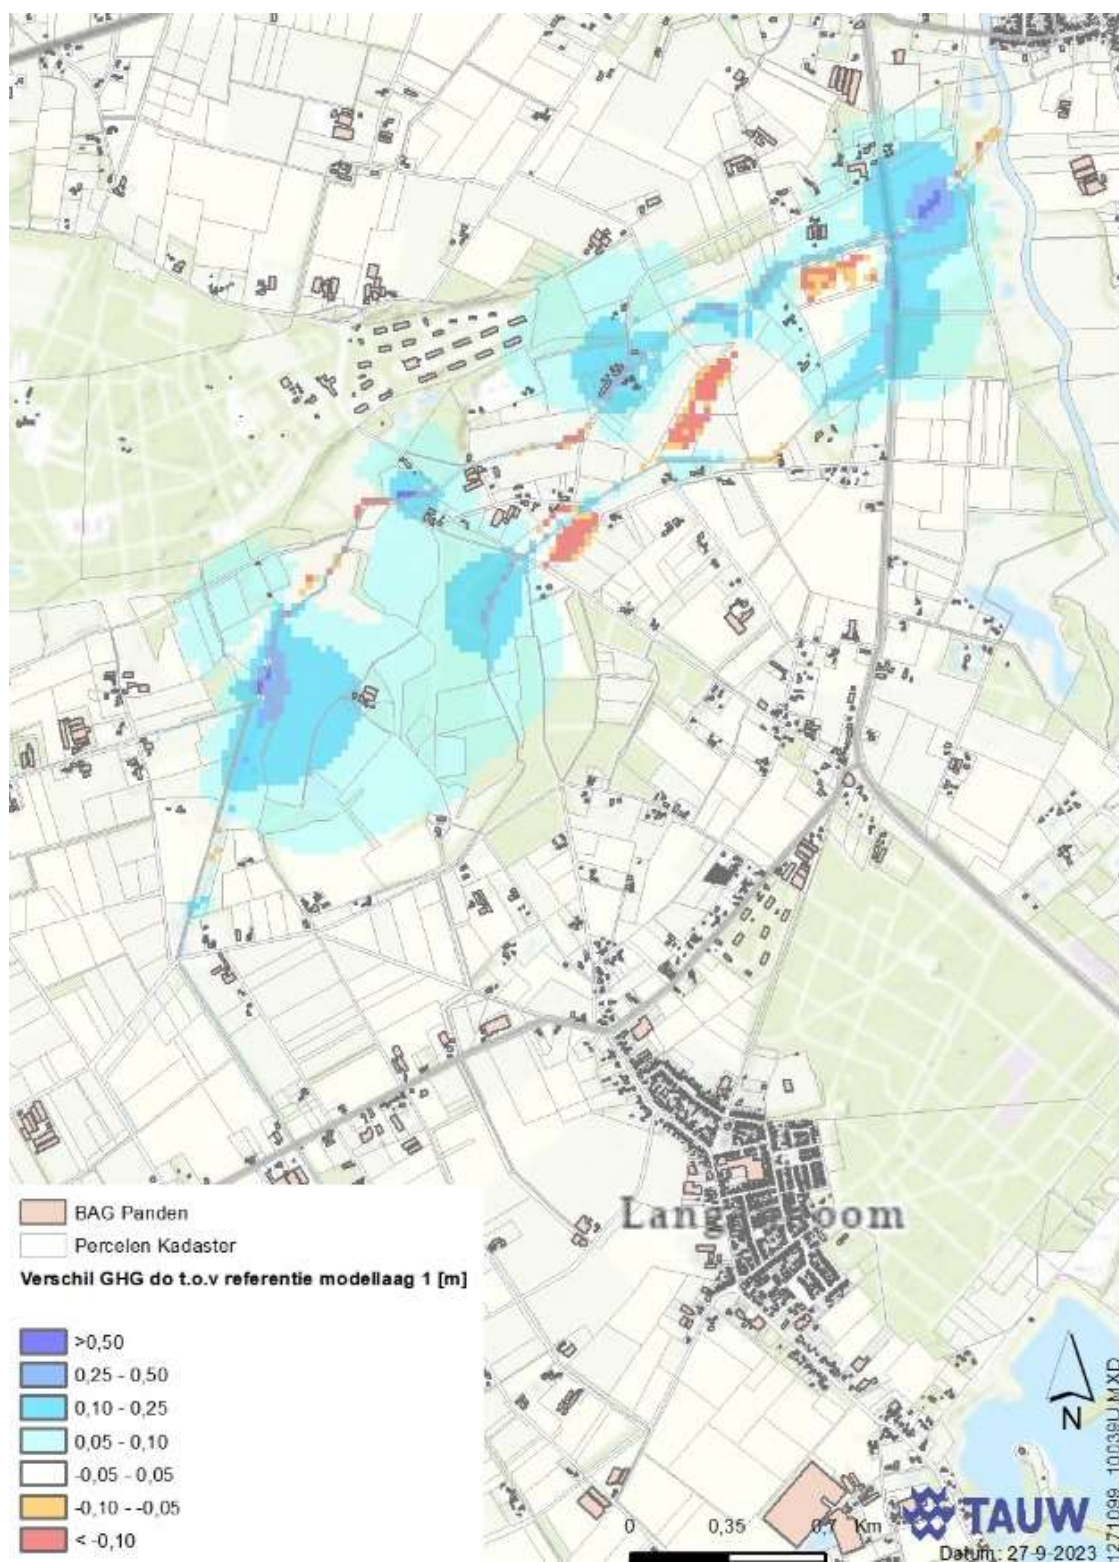 BAG Panden
Percelen Kadaster
Verschil GHG do t.o.v referentie modellaag 1 [m]
>0,50
0,25 - 0,50
0,10 - 0,25
0,05 - 0,10
-0,05 - 0,05
-0,10 - -0,05
< -0,10
N
0 0,35 0,7 Km
TAUW
Datum: 27-9-2023